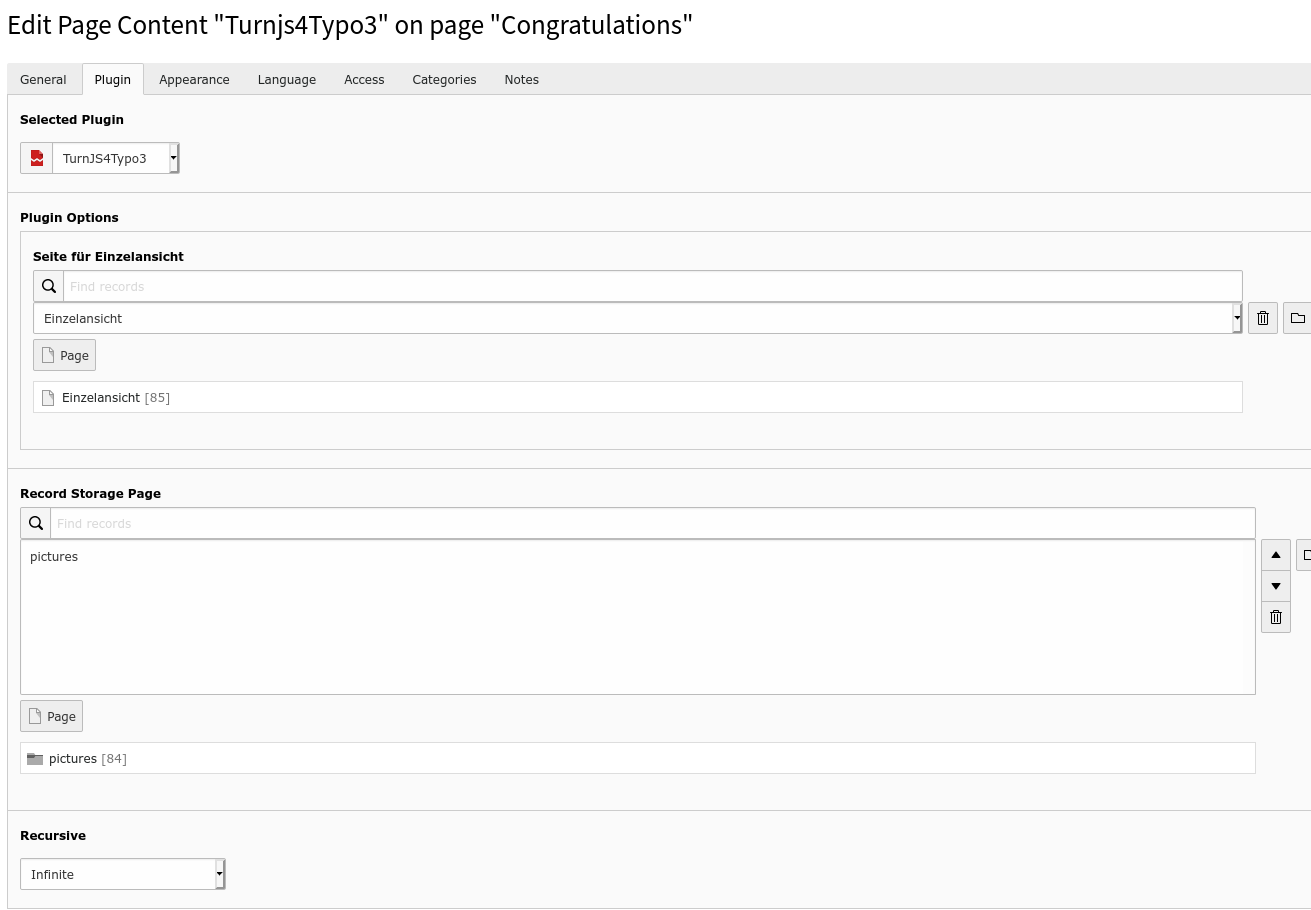 Edit Page Content "Turnjs4Typo3" on page "Congratulations"
General Plugin Appearance Language Access Categories Notes
Selected Plugin
TurnJS4Typo3
Plugin Options
Seite für Einzelansicht
Find records
Einzelansicht
Page
Einzelansicht [85]
Record Storage Page
Find records
pictures
Page
pictures [84]
Recursive
Infinite